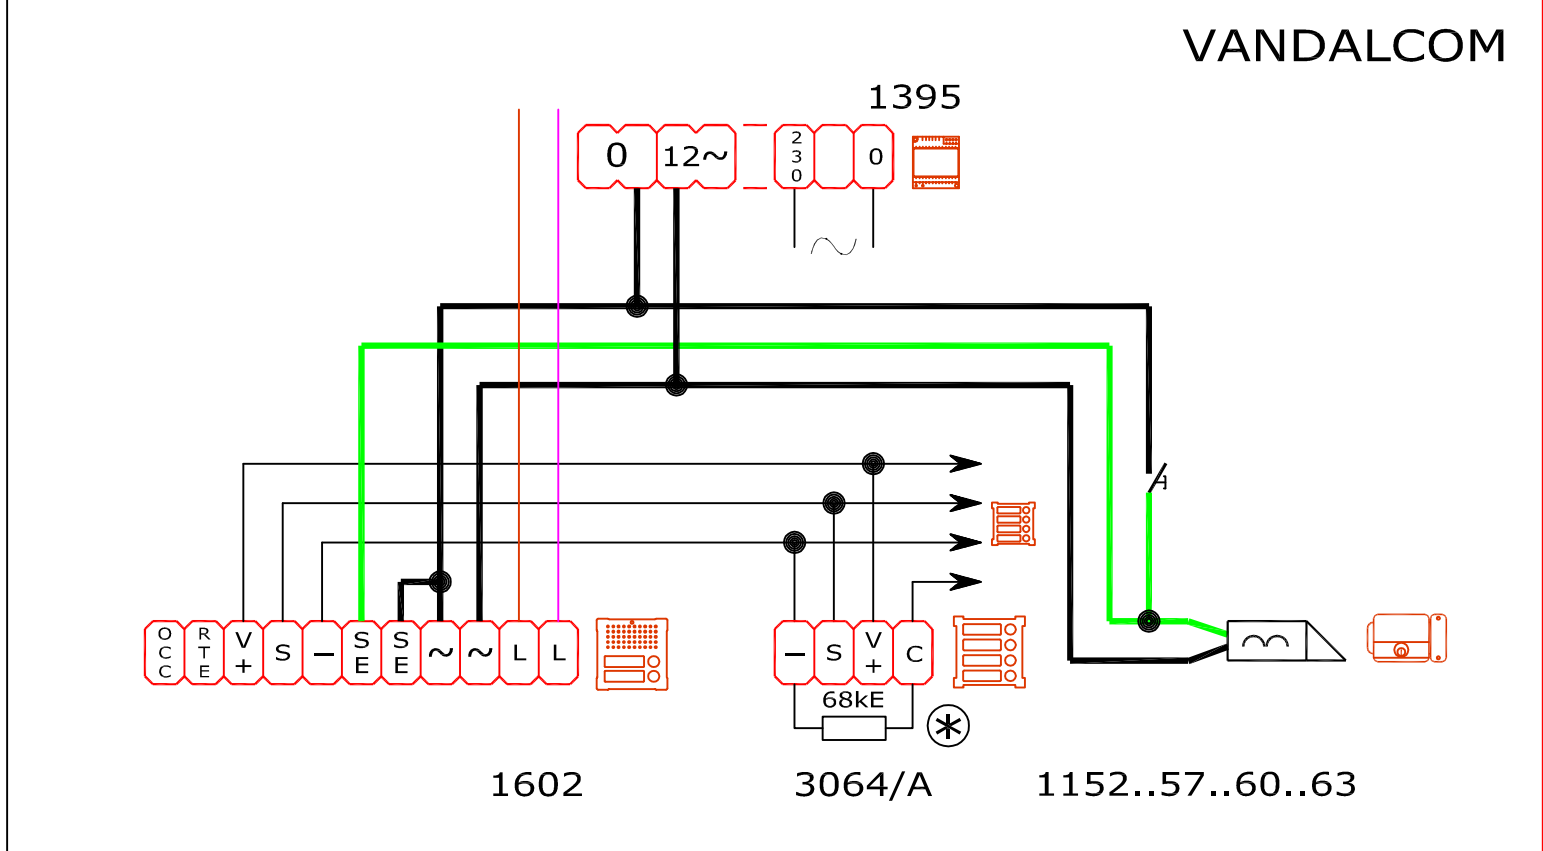 VANDALCOM
1395
0 12~ 230 0
68kE
OCC RTE V+ S – SE SE ~ ~ L L
– S V+ C
*
1602 3064/A 1152..57..60..63